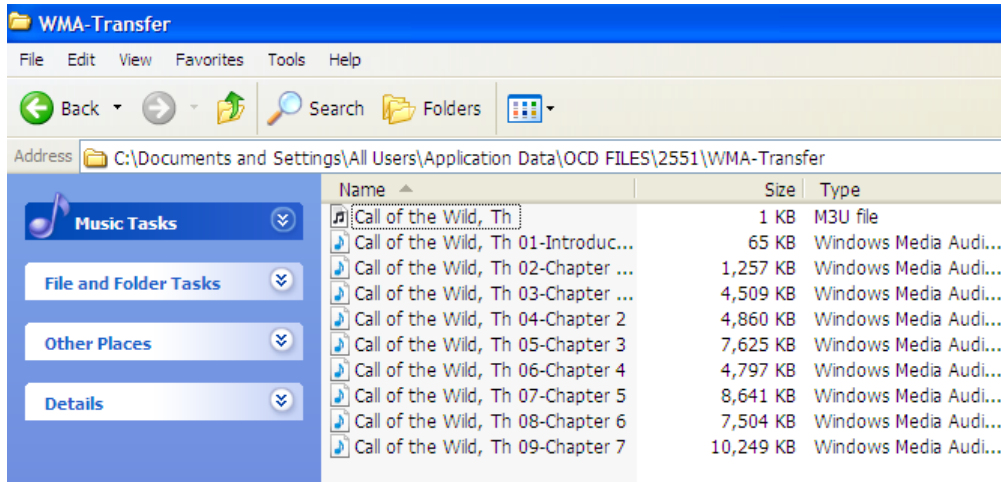 WMA-Transfer
File Edit View Favorites Tools Help
Back Search Folders
Address C:\Documents and Settings\All Users\Application Data\OCD FILES\2551\WMA-Transfer
Name Size Type
Music Tasks
File and Folder Tasks
Other Places
Details
Call of the Wild, Th 1 KB M3U file
Call of the Wild, Th 01-Introduc... 65 KB Windows Media Audi...
Call of the Wild, Th 02-Chapter ... 1,257 KB Windows Media Audi...
Call of the Wild, Th 03-Chapter ... 4,509 KB Windows Media Audi...
Call of the Wild, Th 04-Chapter 2 4,860 KB Windows Media Audi...
Call of the Wild, Th 05-Chapter 3 7,625 KB Windows Media Audi...
Call of the Wild, Th 06-Chapter 4 4,797 KB Windows Media Audi...
Call of the Wild, Th 07-Chapter 5 8,641 KB Windows Media Audi...
Call of the Wild, Th 08-Chapter 6 7,504 KB Windows Media Audi...
Call of the Wild, Th 09-Chapter 7 10,249 KB Windows Media Audi...